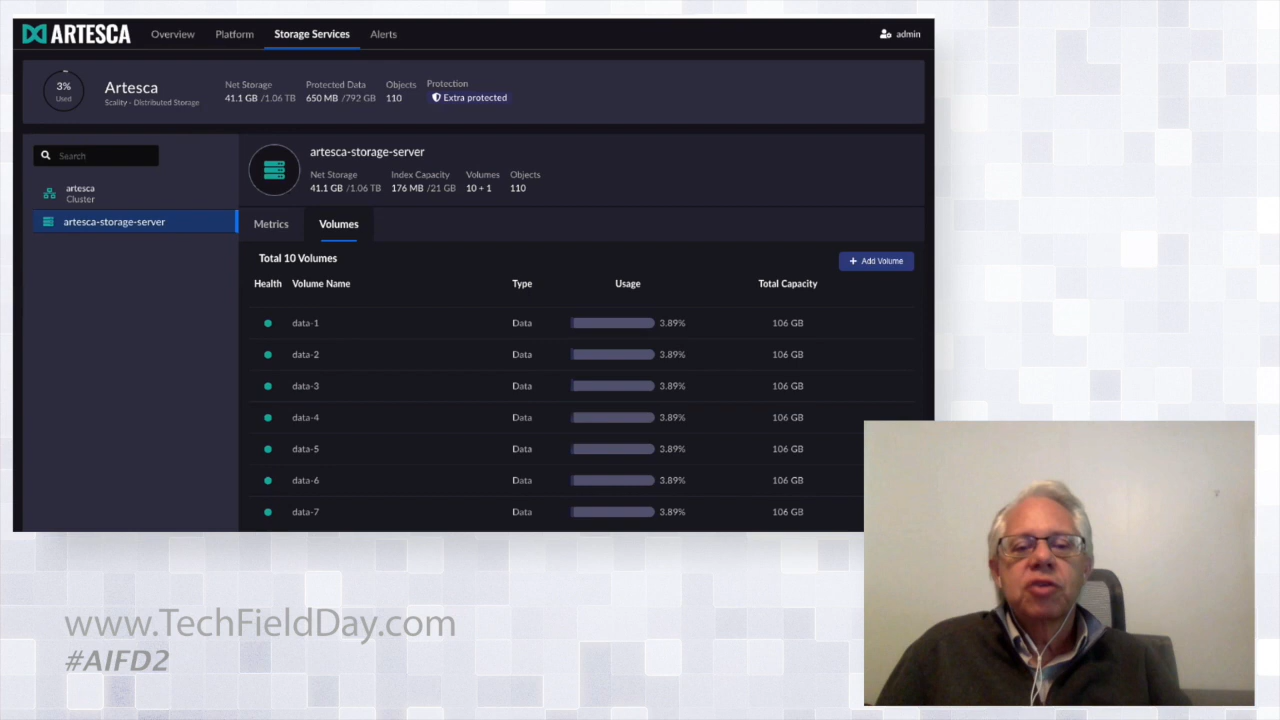 ARTESCA Overview Platform Storage Services Alerts admin
3% Used
Artesca
Scality - Distributed Storage
Net Storage Protected Data Objects Protection
41.1 GB /1.06 TB 650 MB /792 GB 110 Extra protected
Search
artesca
Cluster
artesca-storage-server
artesca-storage-server
Net Storage Index Capacity Volumes Objects
41.1 GB /1.06 TB 176 MB /21 GB 10 + 1 110
Metrics Volumes
Total 10 Volumes + Add Volume
Health Volume Name Type Usage Total Capacity
data-1 Data 3.89% 106 GB
data-2 Data 3.89% 106 GB
data-3 Data 3.89% 106 GB
data-4 Data 3.89% 106 GB
data-5 Data 3.89% 106 GB
data-6 Data 3.89% 106 GB
data-7 Data 3.89% 106 GB
www.TechFieldDay.com
#AIFD2